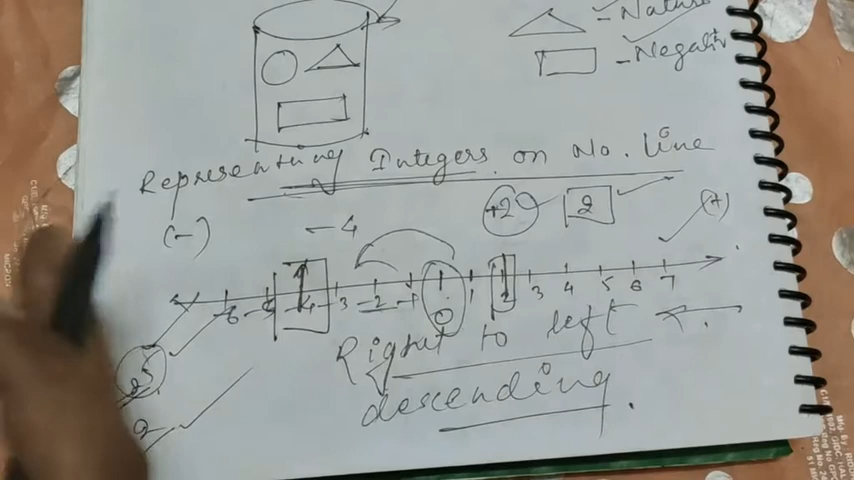 - Natur
- Negativ
Representing Integers on No. line
(-) -4 +2 2 (+)
-6 -5 -4 -3 -2 -1 0 1 2 3 4 5 6 7
Right to left
descending.